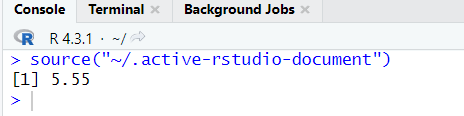 Console Terminal × Background Jobs ×
R R 4.3.1 · ~/
> source("~/.active-rstudio-document")
[1] 5.55
>